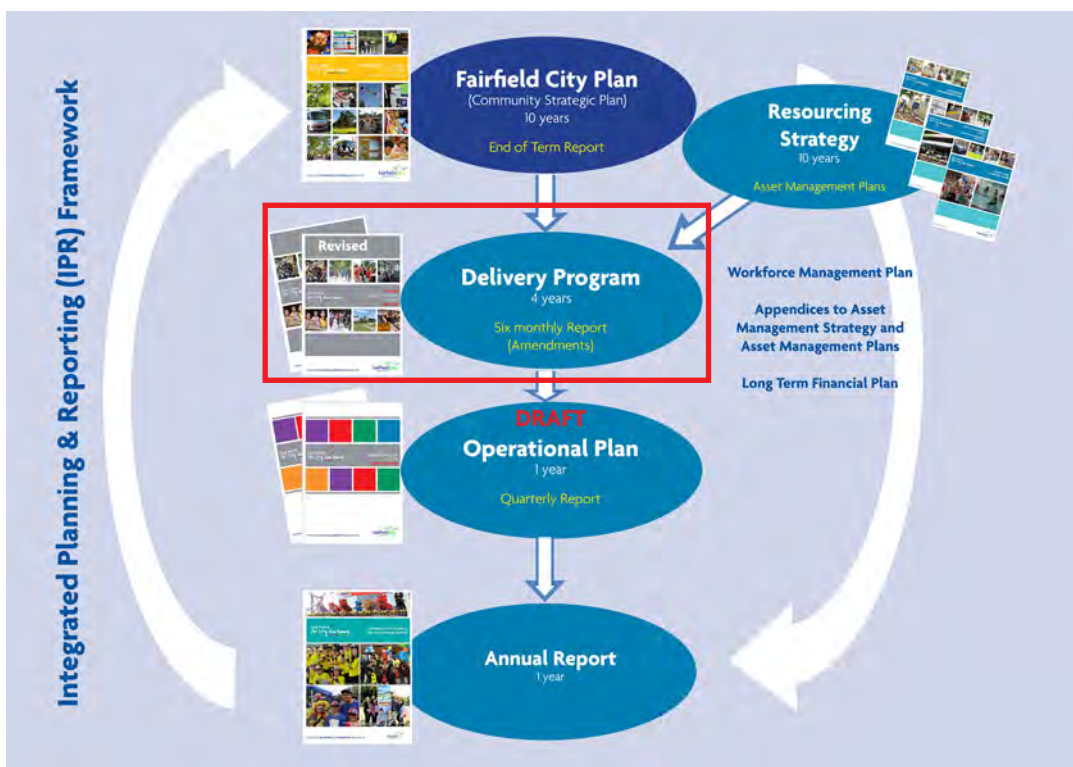 Integrated Planning & Reporting (IPR) Framework
Fairfield City Plan
(Community Strategic Plan)
10 years
End of Term Report
Resourcing
Strategy
10 years
Asset Management Plans
Revised
Delivery Program
4 years
Six monthly Report
(Amendments)
Workforce Management Plan
Appendices to Asset
Management Strategy and
Asset Management Plans
Long Term Financial Plan
DRAFT
Operational Plan
1 year
Quarterly Report
Annual Report
1 year